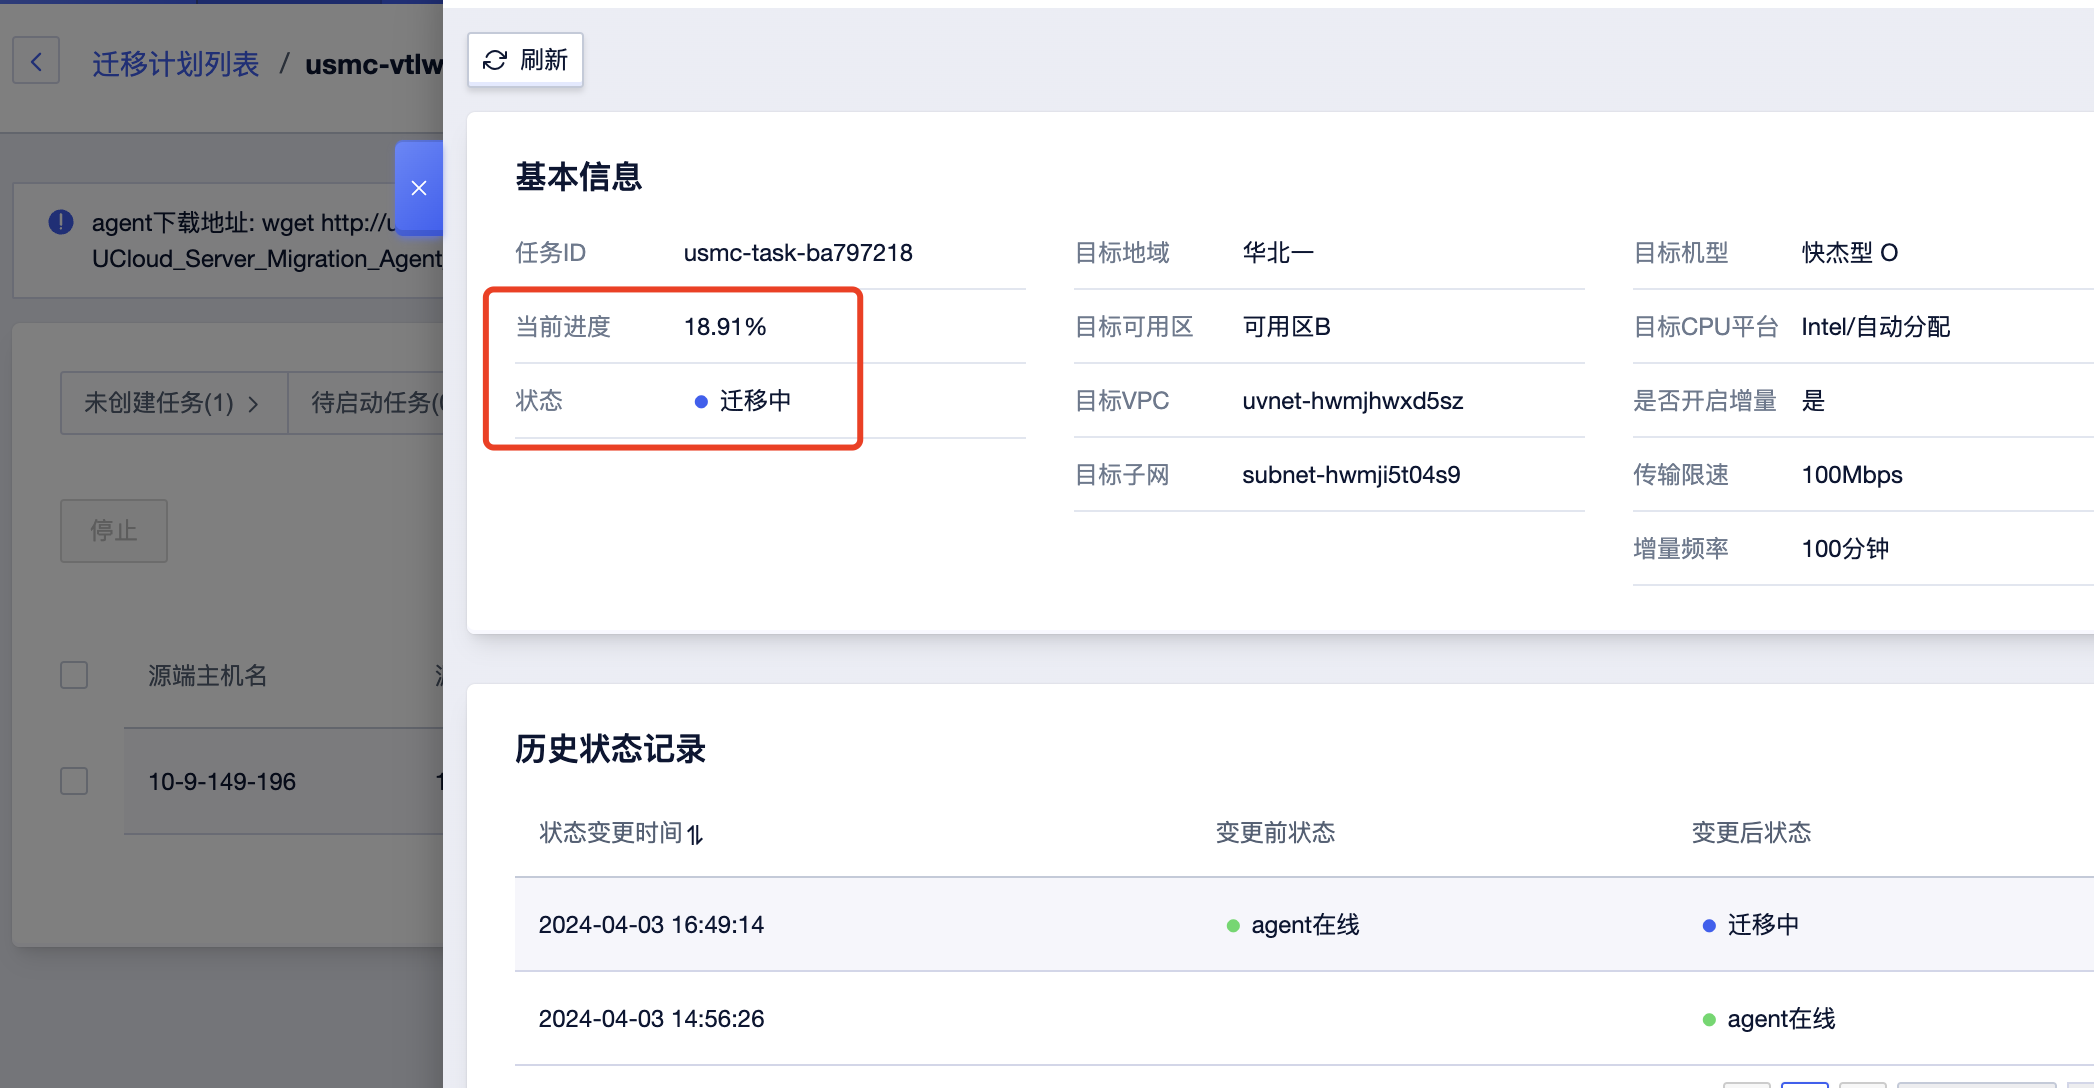 迁移计划列表 / usmc-vtlw
刷新
agent下载地址: wget http://u
UCloud_Server_Migration_Agent
未创建任务(1)
待启动任务(
停止
源端主机名
10-9-149-196
基本信息
任务ID usmc-task-ba797218
当前进度 18.91%
状态 迁移中
目标地域 华北一
目标可用区 可用区B
目标VPC uvnet-hwmjhwxd5sz
目标子网 subnet-hwmji5t04s9
目标机型 快杰型 O
目标CPU平台 Intel/自动分配
是否开启增量 是
传输限速 100Mbps
增量频率 100分钟
历史状态记录
状态变更时间 变更前状态 变更后状态
2024-04-03 16:49:14 agent在线 迁移中
2024-04-03 14:56:26 agent在线